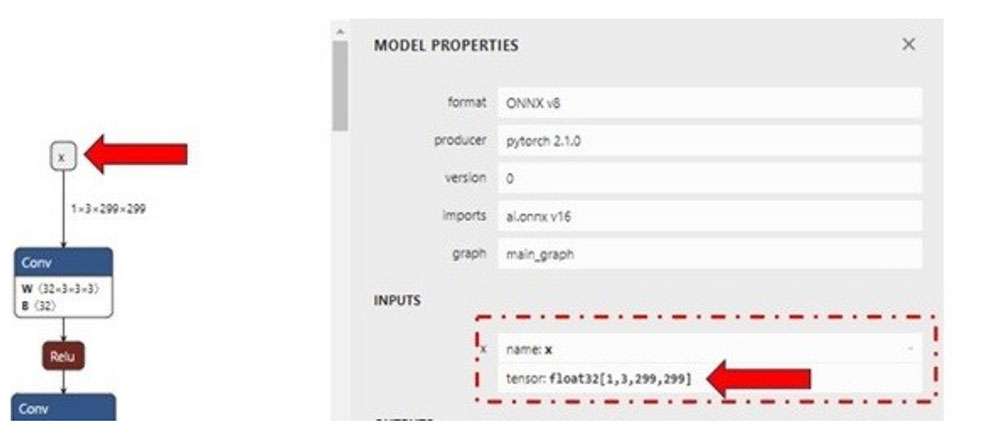 x
1×3×299×299
Conv
W ⟨32×3×3×3⟩
B ⟨32⟩
Relu
Conv
MODEL PROPERTIES
format ONNX v8
producer pytorch 2.1.0
version 0
imports ai.onnx v16
graph main_graph
INPUTS
x name: x
tensor: float32[1,3,299,299]